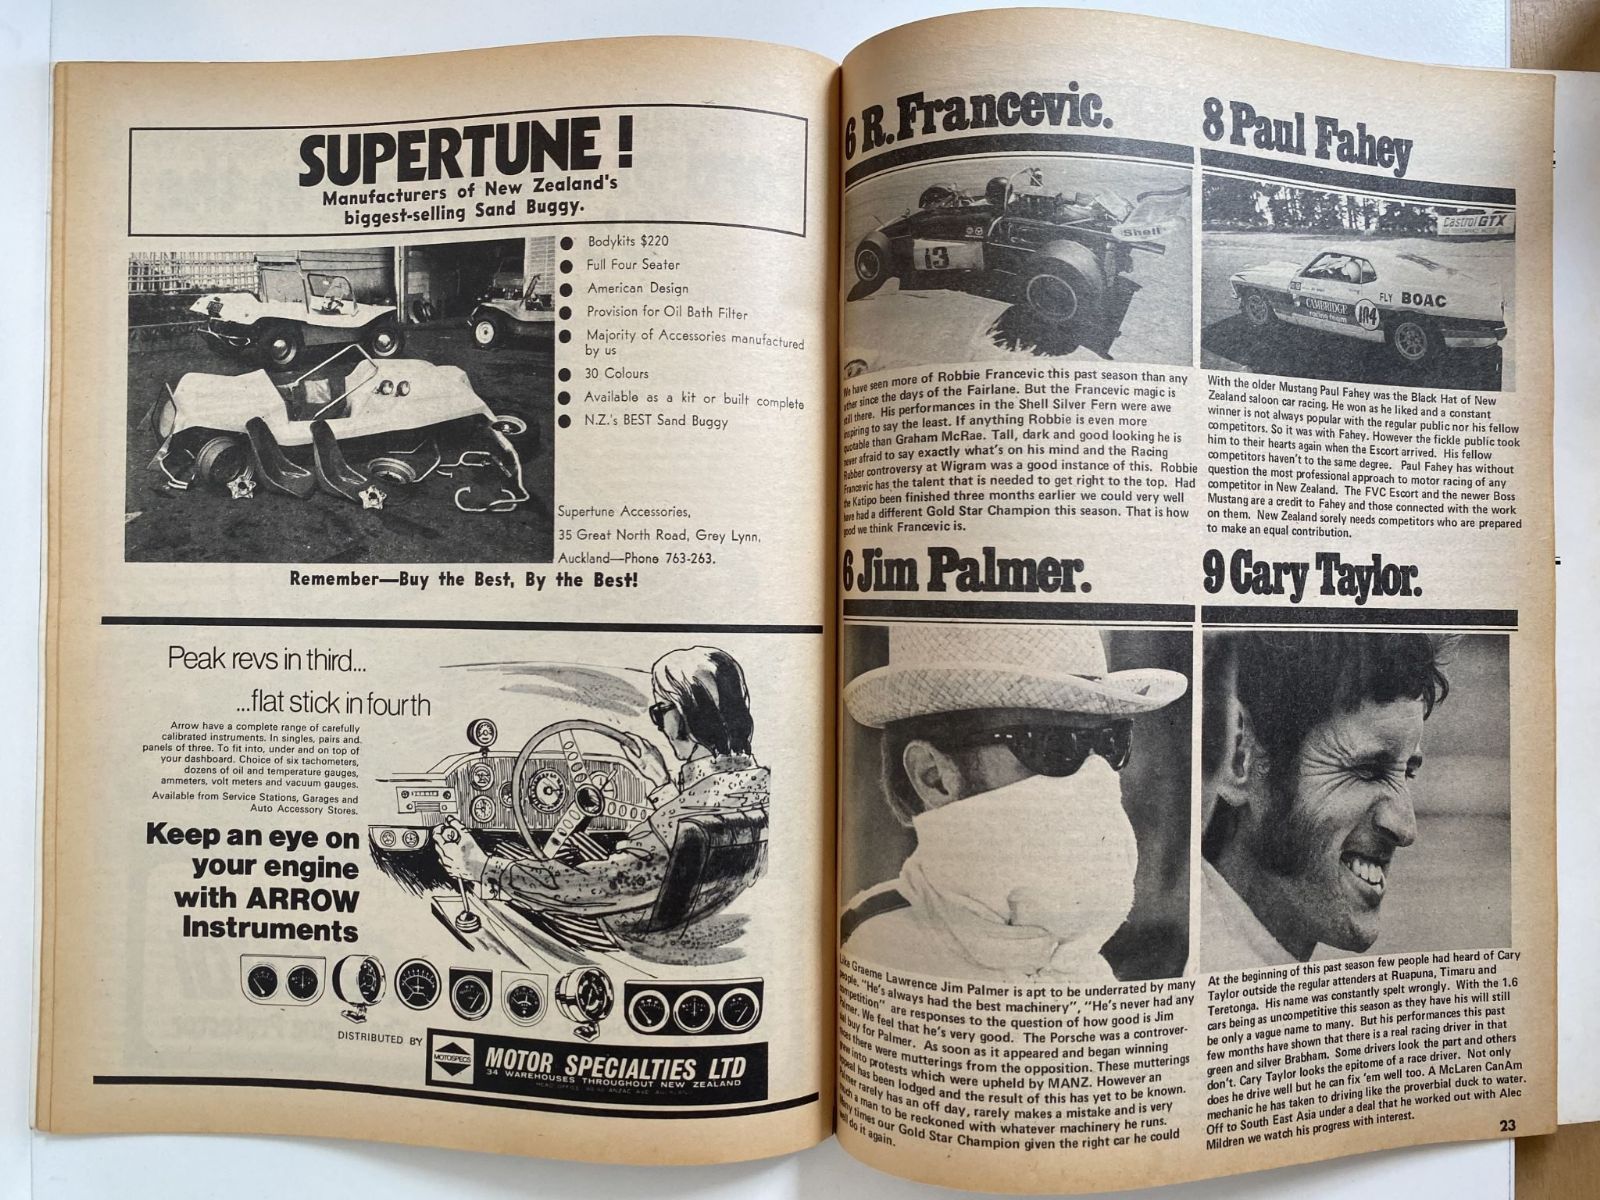 SUPERTUNE !
Manufacturers of New Zealand's
biggest-selling Sand Buggy.
Bodykits $220
Full Four Seater
American Design
Provision for Oil Bath Filter
Majority of Accessories manufactured
by us
30 Colours
Available as a kit or built complete
N.Z.'s BEST Sand Buggy
Supertune Accessories,
35 Great North Road, Grey Lynn,
Auckland—Phone 763-263.
Remember—Buy the Best, By the Best!
Peak revs in third...
...flat stick in fourth
Arrow have a complete range of carefully
calibrated instruments. In singles, pairs and
panels of three. To fit into, under and on top of
your dashboard. Choice of six tachometers,
dozens of oil and temperature gauges,
ammeters, volt meters and vacuum gauges.
Available from Service Stations, Garages and
Auto Accessory Stores.
Keep an eye on
your engine
with ARROW
Instruments
DISTRIBUTED BY
MOTOSPECS
MOTOR SPECIALTIES LTD
34 WAREHOUSES THROUGHOUT NEW ZEALAND
6 R. Francevic.
13
Shell
We have seen more of Robbie Francevic this past season than any
other since the days of the Fairlane. But the Francevic magic is
still there. His performances in the Shell Silver Fern were awe
inspiring to say the least. If anything Robbie is even more
quotable than Graham McRae. Tall, dark and good looking he is
never afraid to say exactly what's on his mind and the Racing
Rubber controversy at Wigram was a good instance of this. Robbie
Francevic has the talent that is needed to get right to the top. Had
the Katipo been finished three months earlier we could very well
have had a different Gold Star Champion this season. That is how
good we think Francevic is.
6 Jim Palmer.
Like Graeme Lawrence Jim Palmer is apt to be underrated by many
people. "He's always had the best machinery", "He's never had any
competition" are responses to the question of how good is Jim
Palmer. We feel that he's very good. The Porsche was a controver-
sial buy for Palmer. As soon as it appeared and began winning
races there were mutterings from the opposition. These mutterings
grew into protests which were upheld by MANZ. However an
appeal has been lodged and the result of this has yet to be known.
Palmer rarely has an off day, rarely makes a mistake and is very
much a man to be reckoned with whatever machinery he runs.
Many times our Gold Star Champion given the right car he could
well do it again.
8 Paul Fahey
Castrol GTX
FLY BOAC
CAMBRIDGE
racing team
104
With the older Mustang Paul Fahey was the Black Hat of New
Zealand saloon car racing. He won as he liked and a constant
winner is not always popular with the regular public nor his fellow
competitors. So it was with Fahey. However the fickle public took
him to their hearts again when the Escort arrived. His fellow
competitors haven't to the same degree. Paul Fahey has without
question the most professional approach to motor racing of any
competitor in New Zealand. The FVC Escort and the newer Boss
Mustang are a credit to Fahey and those connected with the work
on them. New Zealand sorely needs competitors who are prepared
to make an equal contribution.
9 Cary Taylor.
At the beginning of this past season few people had heard of Cary
Taylor outside the regular attenders at Ruapuna, Timaru and
Teretonga. His name was constantly spelt wrongly. With the 1.6
cars being as uncompetitive this season as they have his will still
be only a vague name to many. But his performances this past
few months have shown that there is a real racing driver in that
green and silver Brabham. Some drivers look the part and others
don't. Cary Taylor looks the epitome of a race driver. Not only
does he drive well but he can fix 'em well too. A McLaren CanAm
mechanic he has taken to driving like the proverbial duck to water.
Off to South East Asia under a deal that he worked out with Alec
Mildren we watch his progress with interest.
23